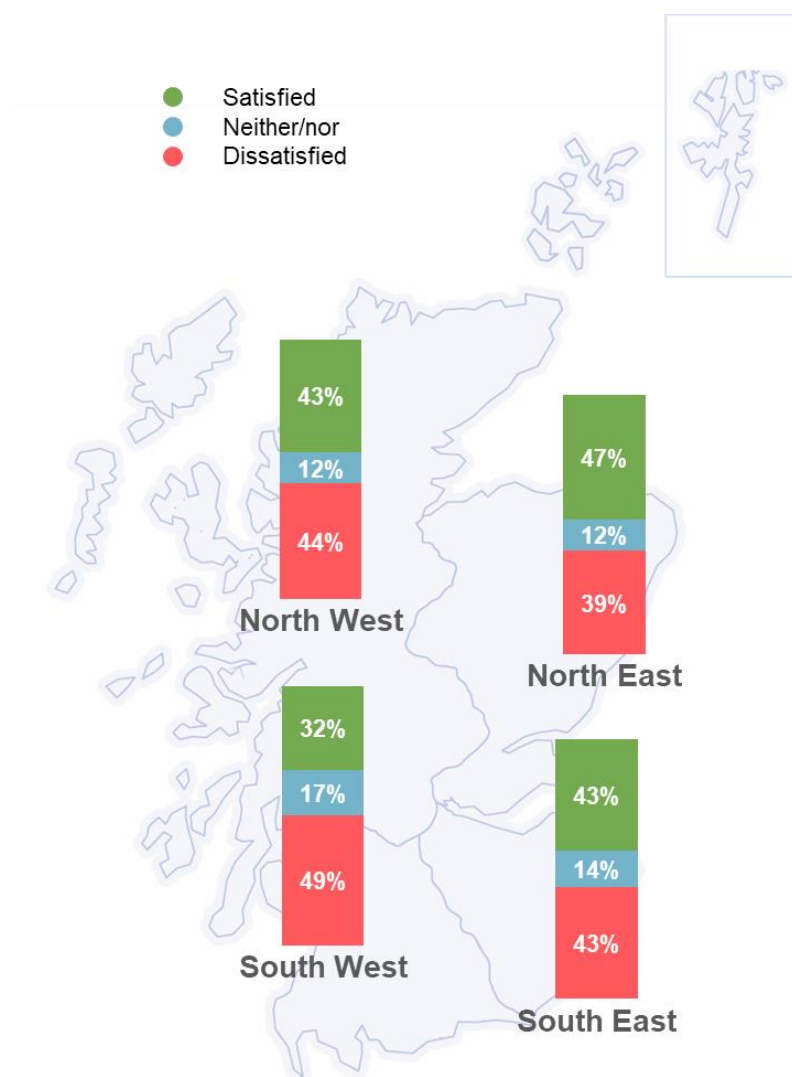 Satisfied
Neither/nor
Dissatisfied
43%
12%
44%
North West
47%
12%
39%
North East
32%
17%
49%
South West
43%
14%
43%
South East